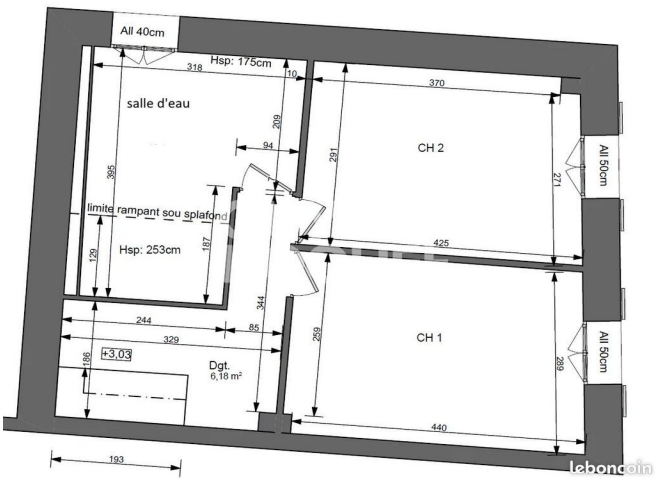 All 40cm
318
Hsp: 175cm
10
370
salle d'eau
209
94
395
291
CH 2
271
All 50cm
limite rampant sou splafond
187
425
129
Hsp: 253cm
344
244
85
259
CH 1
289
All 50cm
329
186
+3,03
Dgt.
6,18 m²
440
193
leboncoin